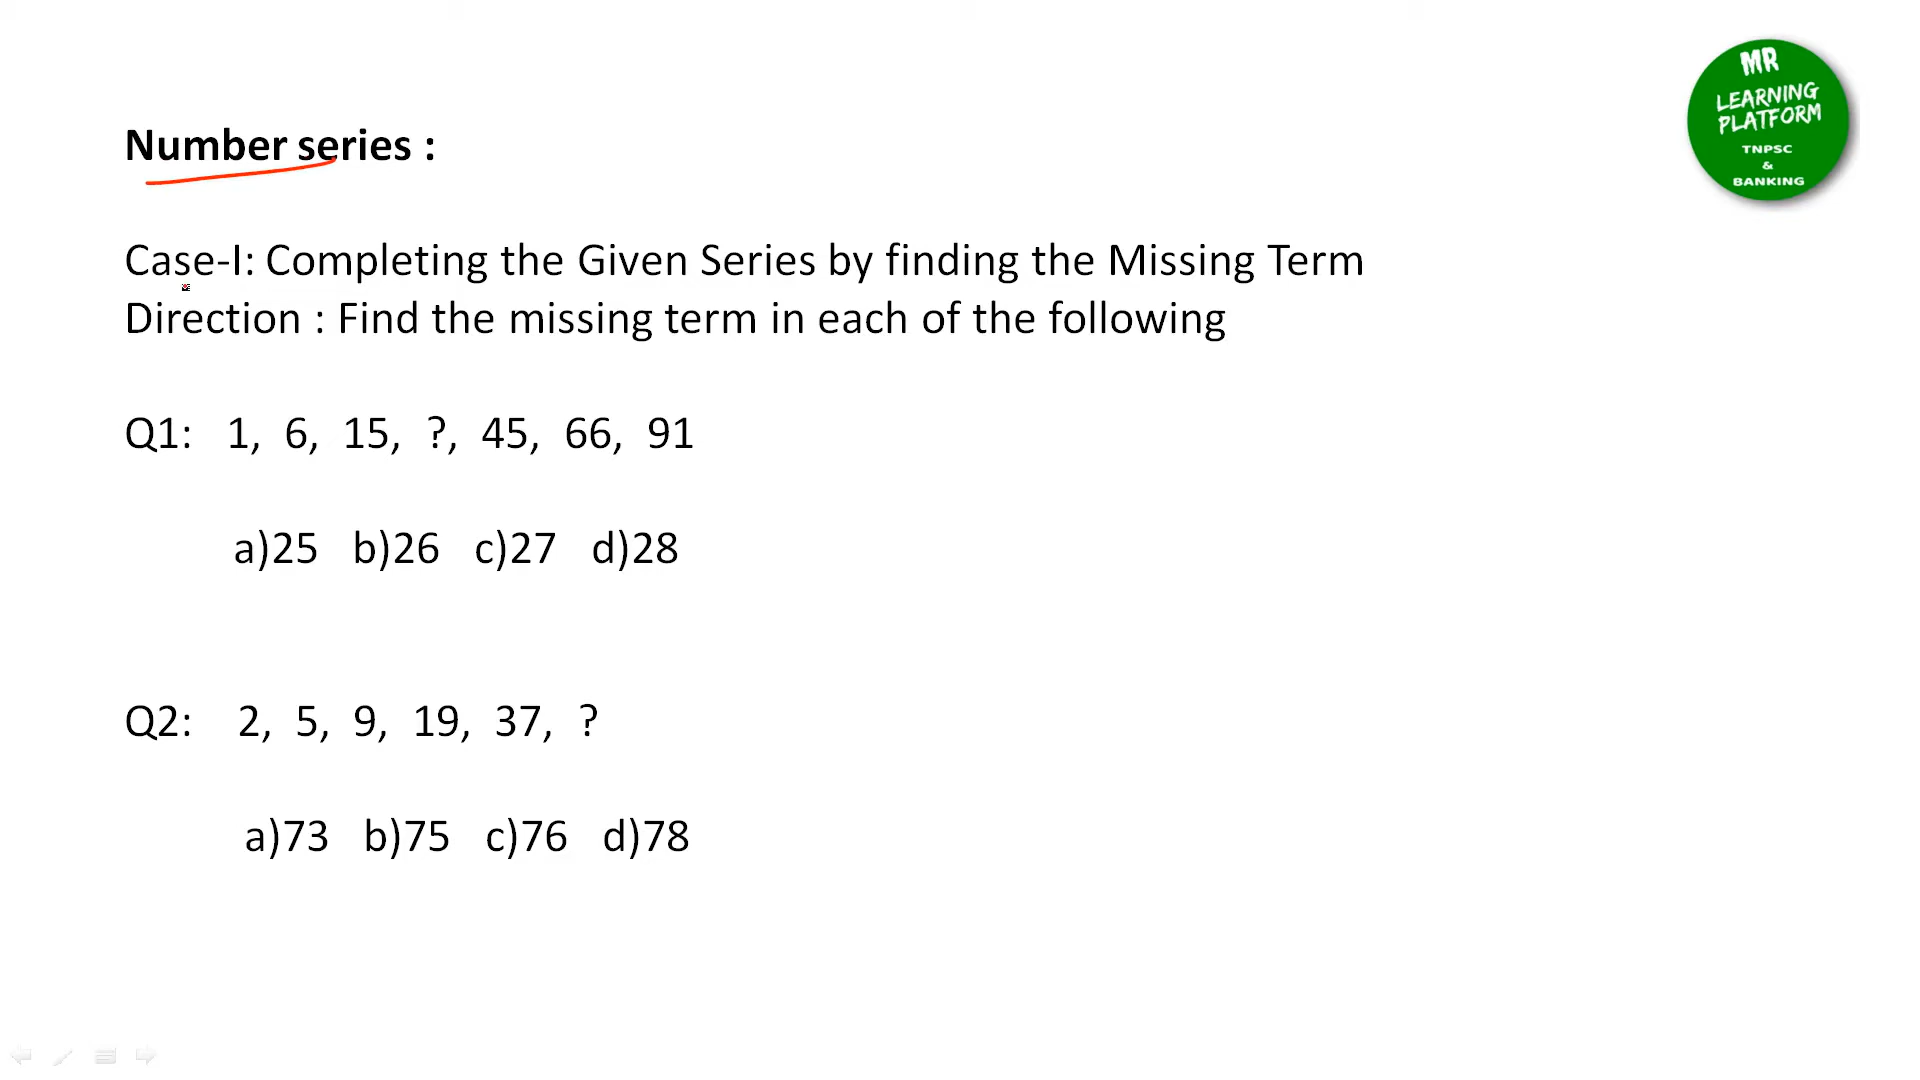 MR
LEARNING
PLATFORM
TNPSC
&
BANKING
Number series :
Case-I: Completing the Given Series by finding the Missing Term
Direction : Find the missing term in each of the following
Q1: 1, 6, 15, ?, 45, 66, 91
a)25 b)26 c)27 d)28
Q2: 2, 5, 9, 19, 37, ?
a)73 b)75 c)76 d)78